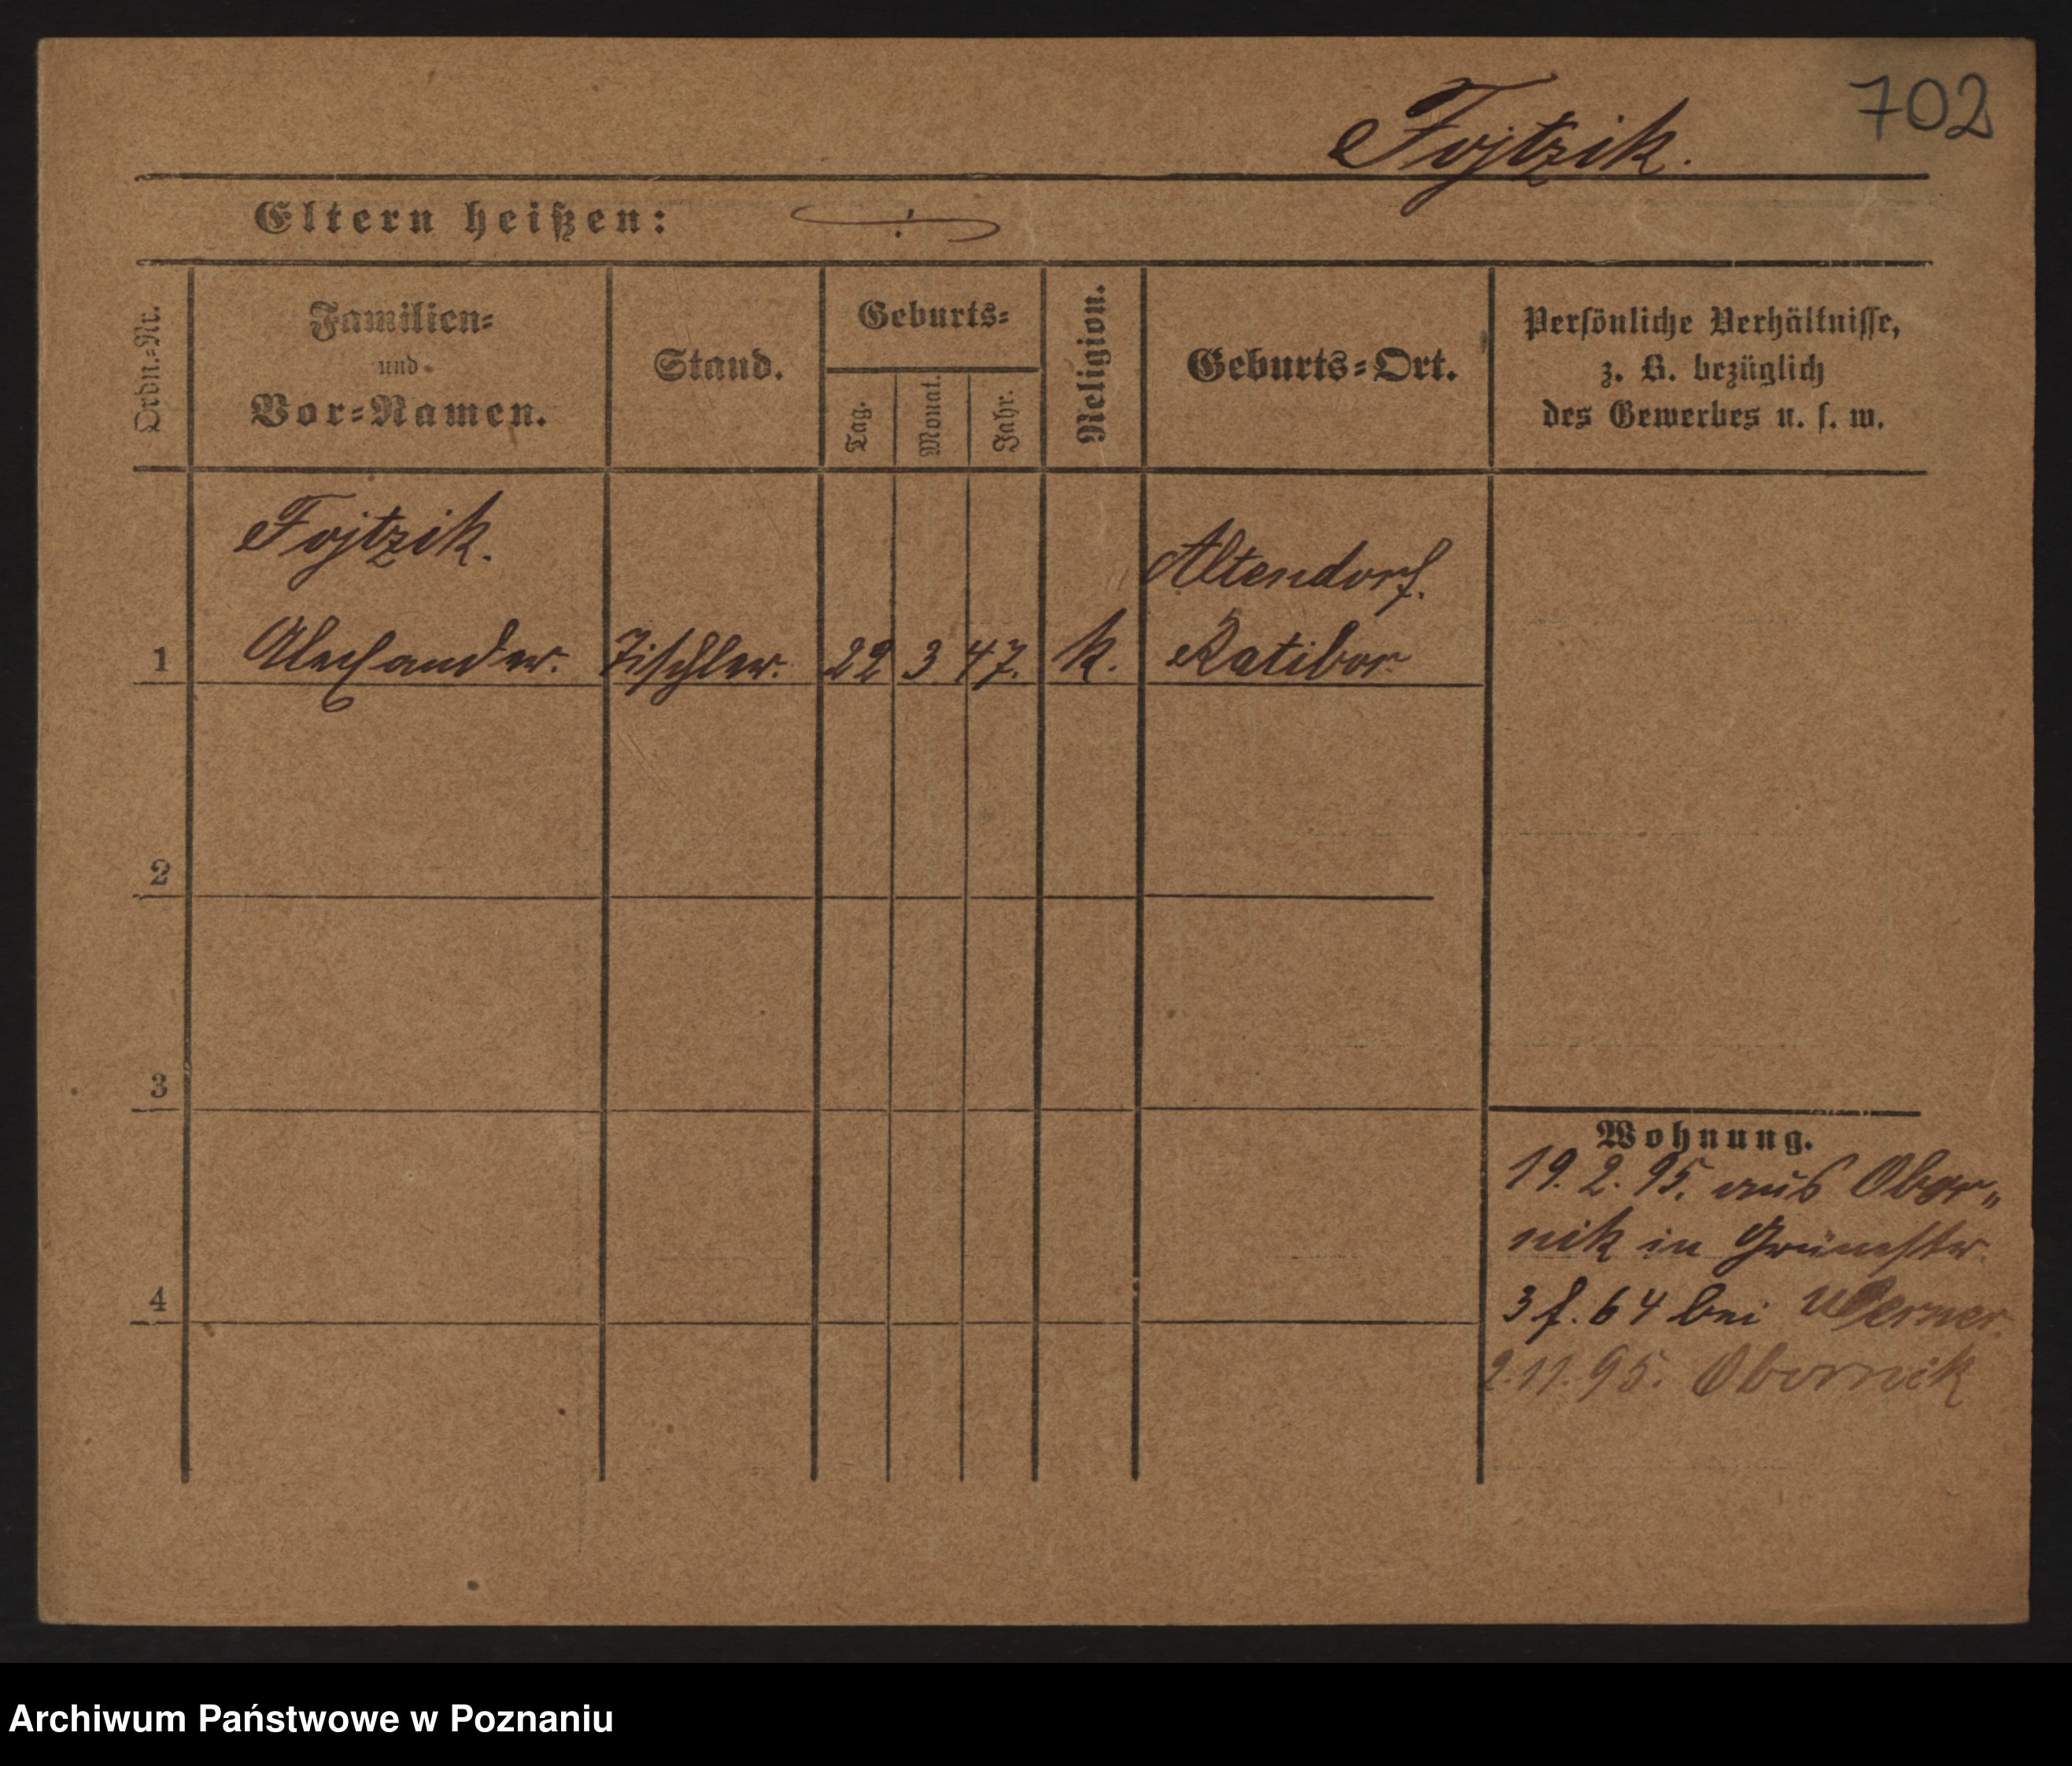 702
Fojtzik.
Eltern heißen:
Ordn.-Nr.
Familien-
und
Vor-Namen.
Stand.
Geburts-
Tag.
Monat.
Jahr.
Religion.
Geburts-Ort.
Persönliche Verhältnisse,
z. B. bezüglich
des Gewerbes u. s. w.
Fojtzik.
Altendorf.
1 Alexander. Tischler. 22 3 47. k. Ratibor
2
3
4
Wohnung.
19. 2. 95. aus Obor„
nik in Grünestr.
3 f. 64 bei Werner.
2.11.95. Obornik
Archiwum Państwowe w Poznaniu